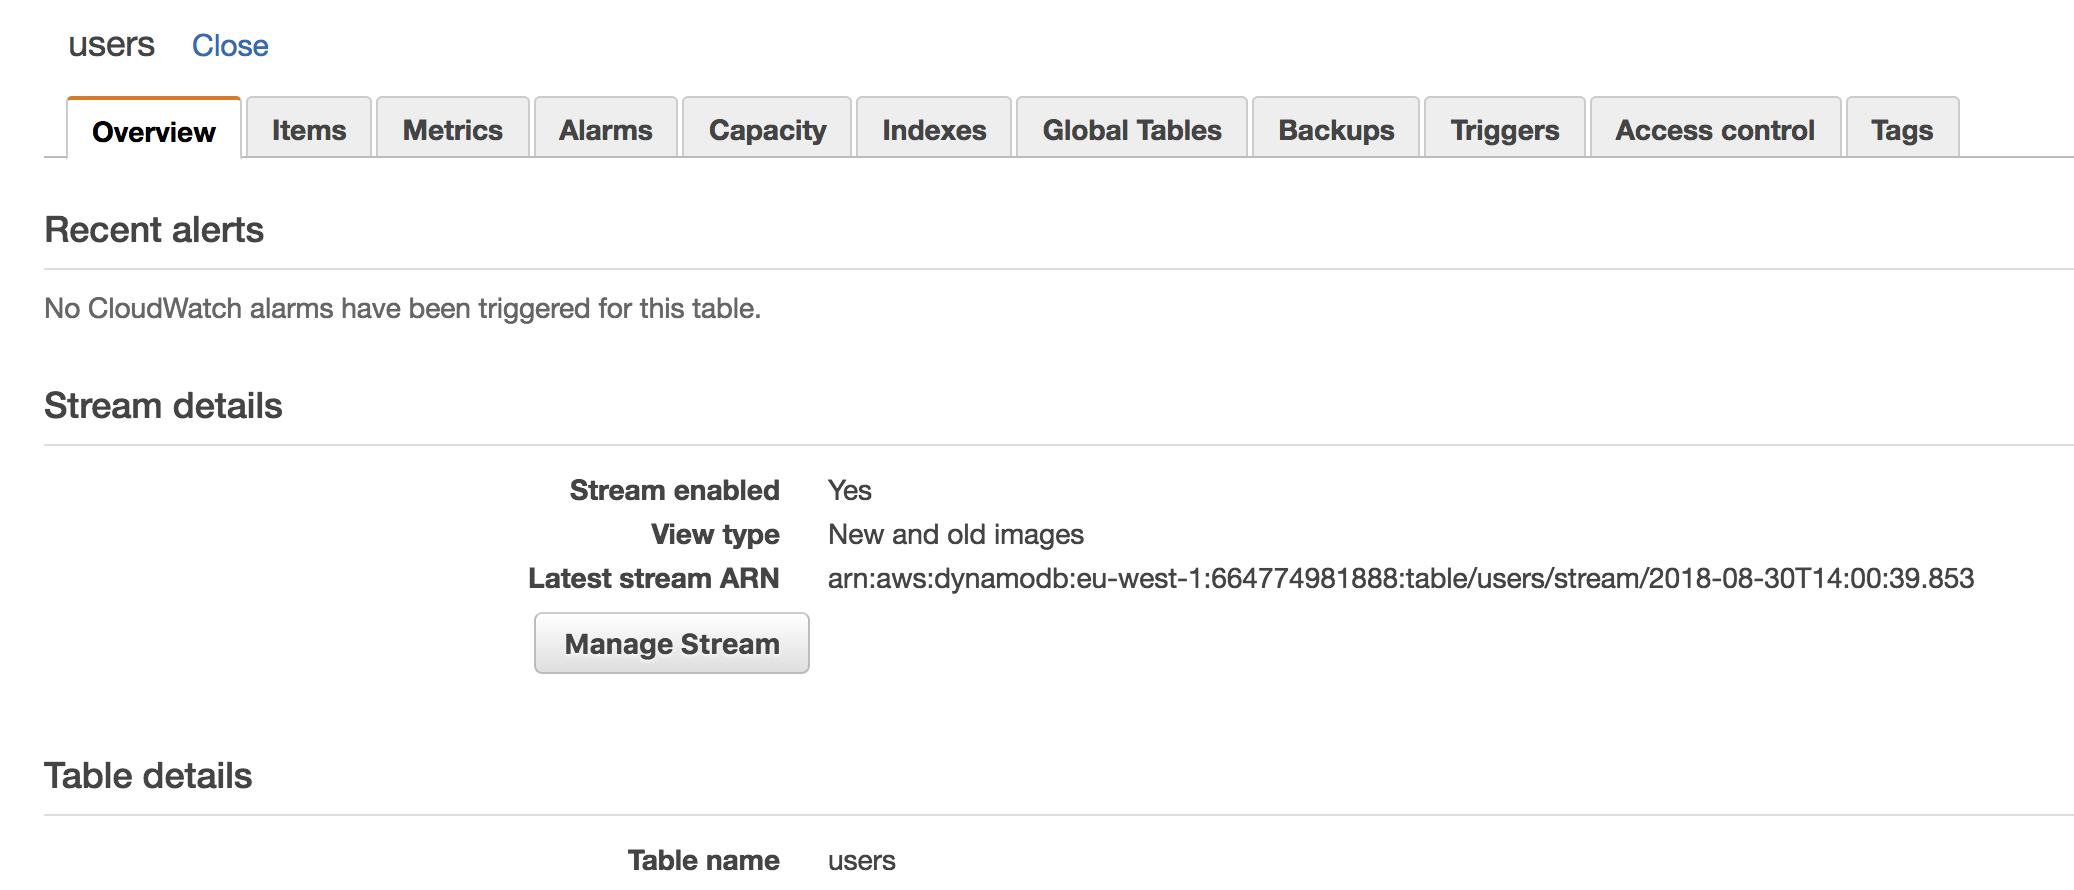 users Close
Overview Items Metrics Alarms Capacity Indexes Global Tables Backups Triggers Access control Tags
Recent alerts
No CloudWatch alarms have been triggered for this table.
Stream details
Stream enabled Yes
View type New and old images
Latest stream ARN arn:aws:dynamodb:eu-west-1:664774981888:table/users/stream/2018-08-30T14:00:39.853
Manage Stream
Table details
Table name users